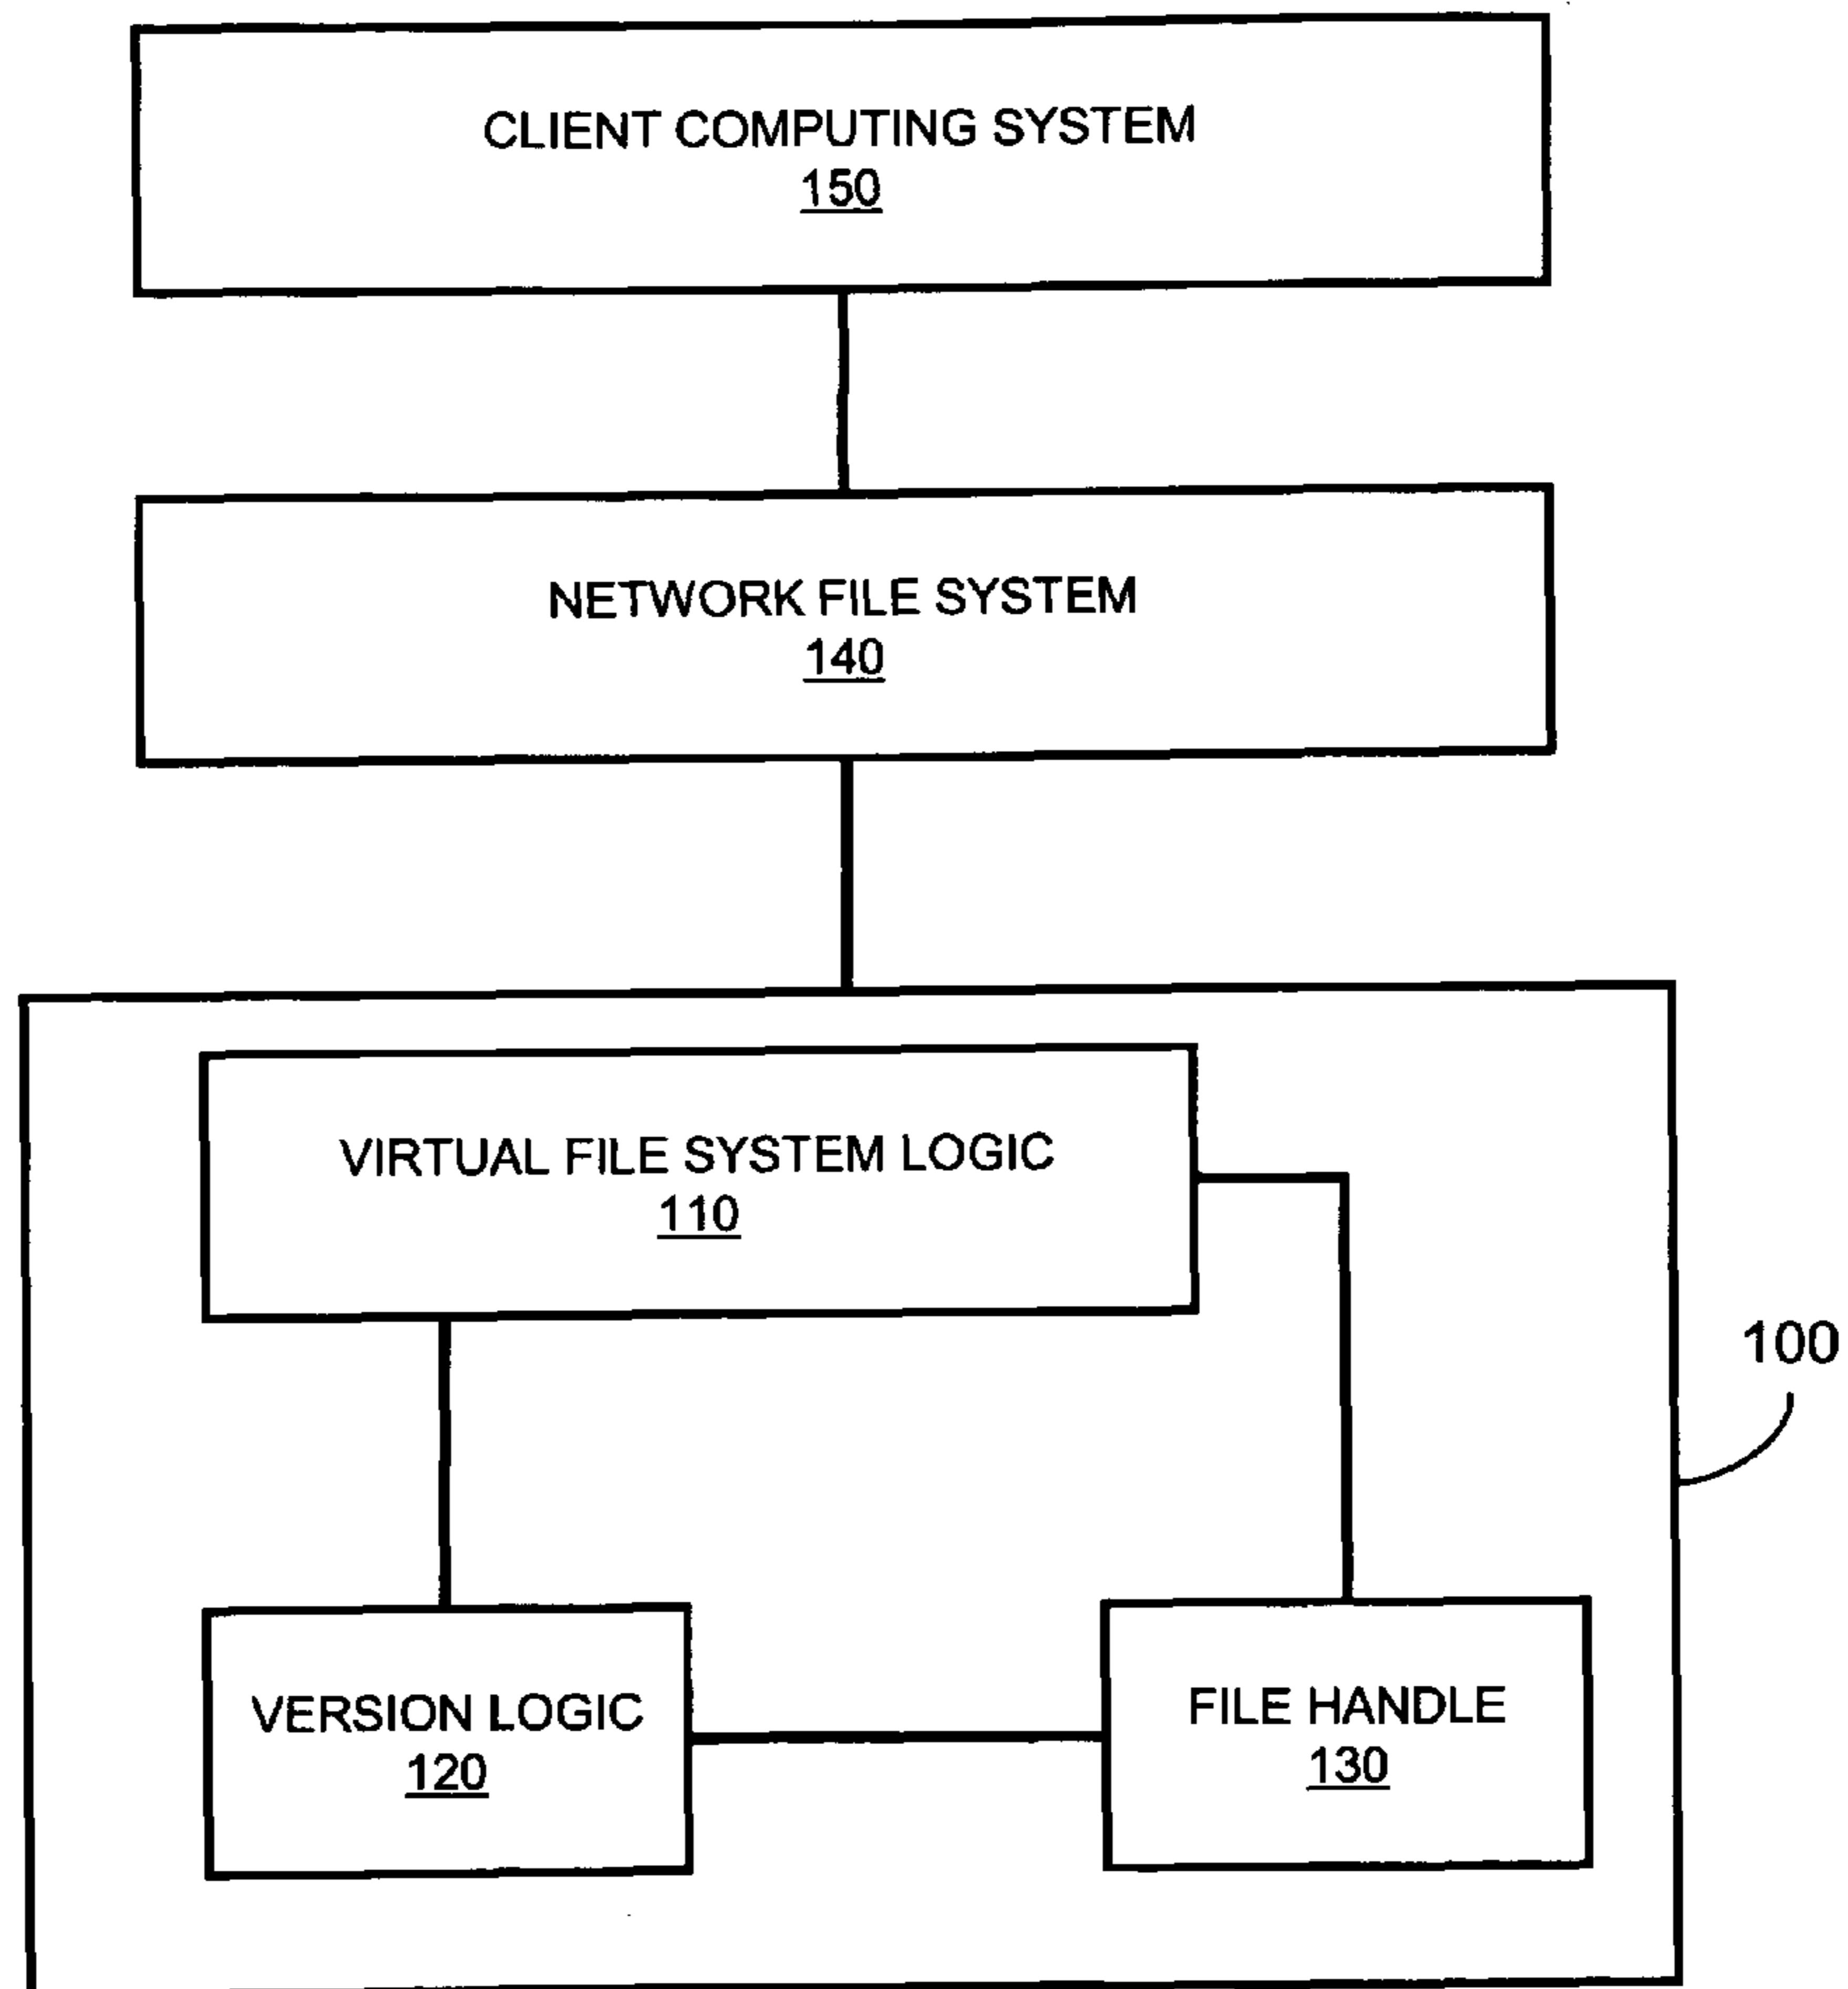 CLIENT COMPUTING SYSTEM
150
NETWORK FILE SYSTEM
140
VIRTUAL FILE SYSTEM LOGIC
110
100
VERSION LOGIC
120
FILE HANDLE
130